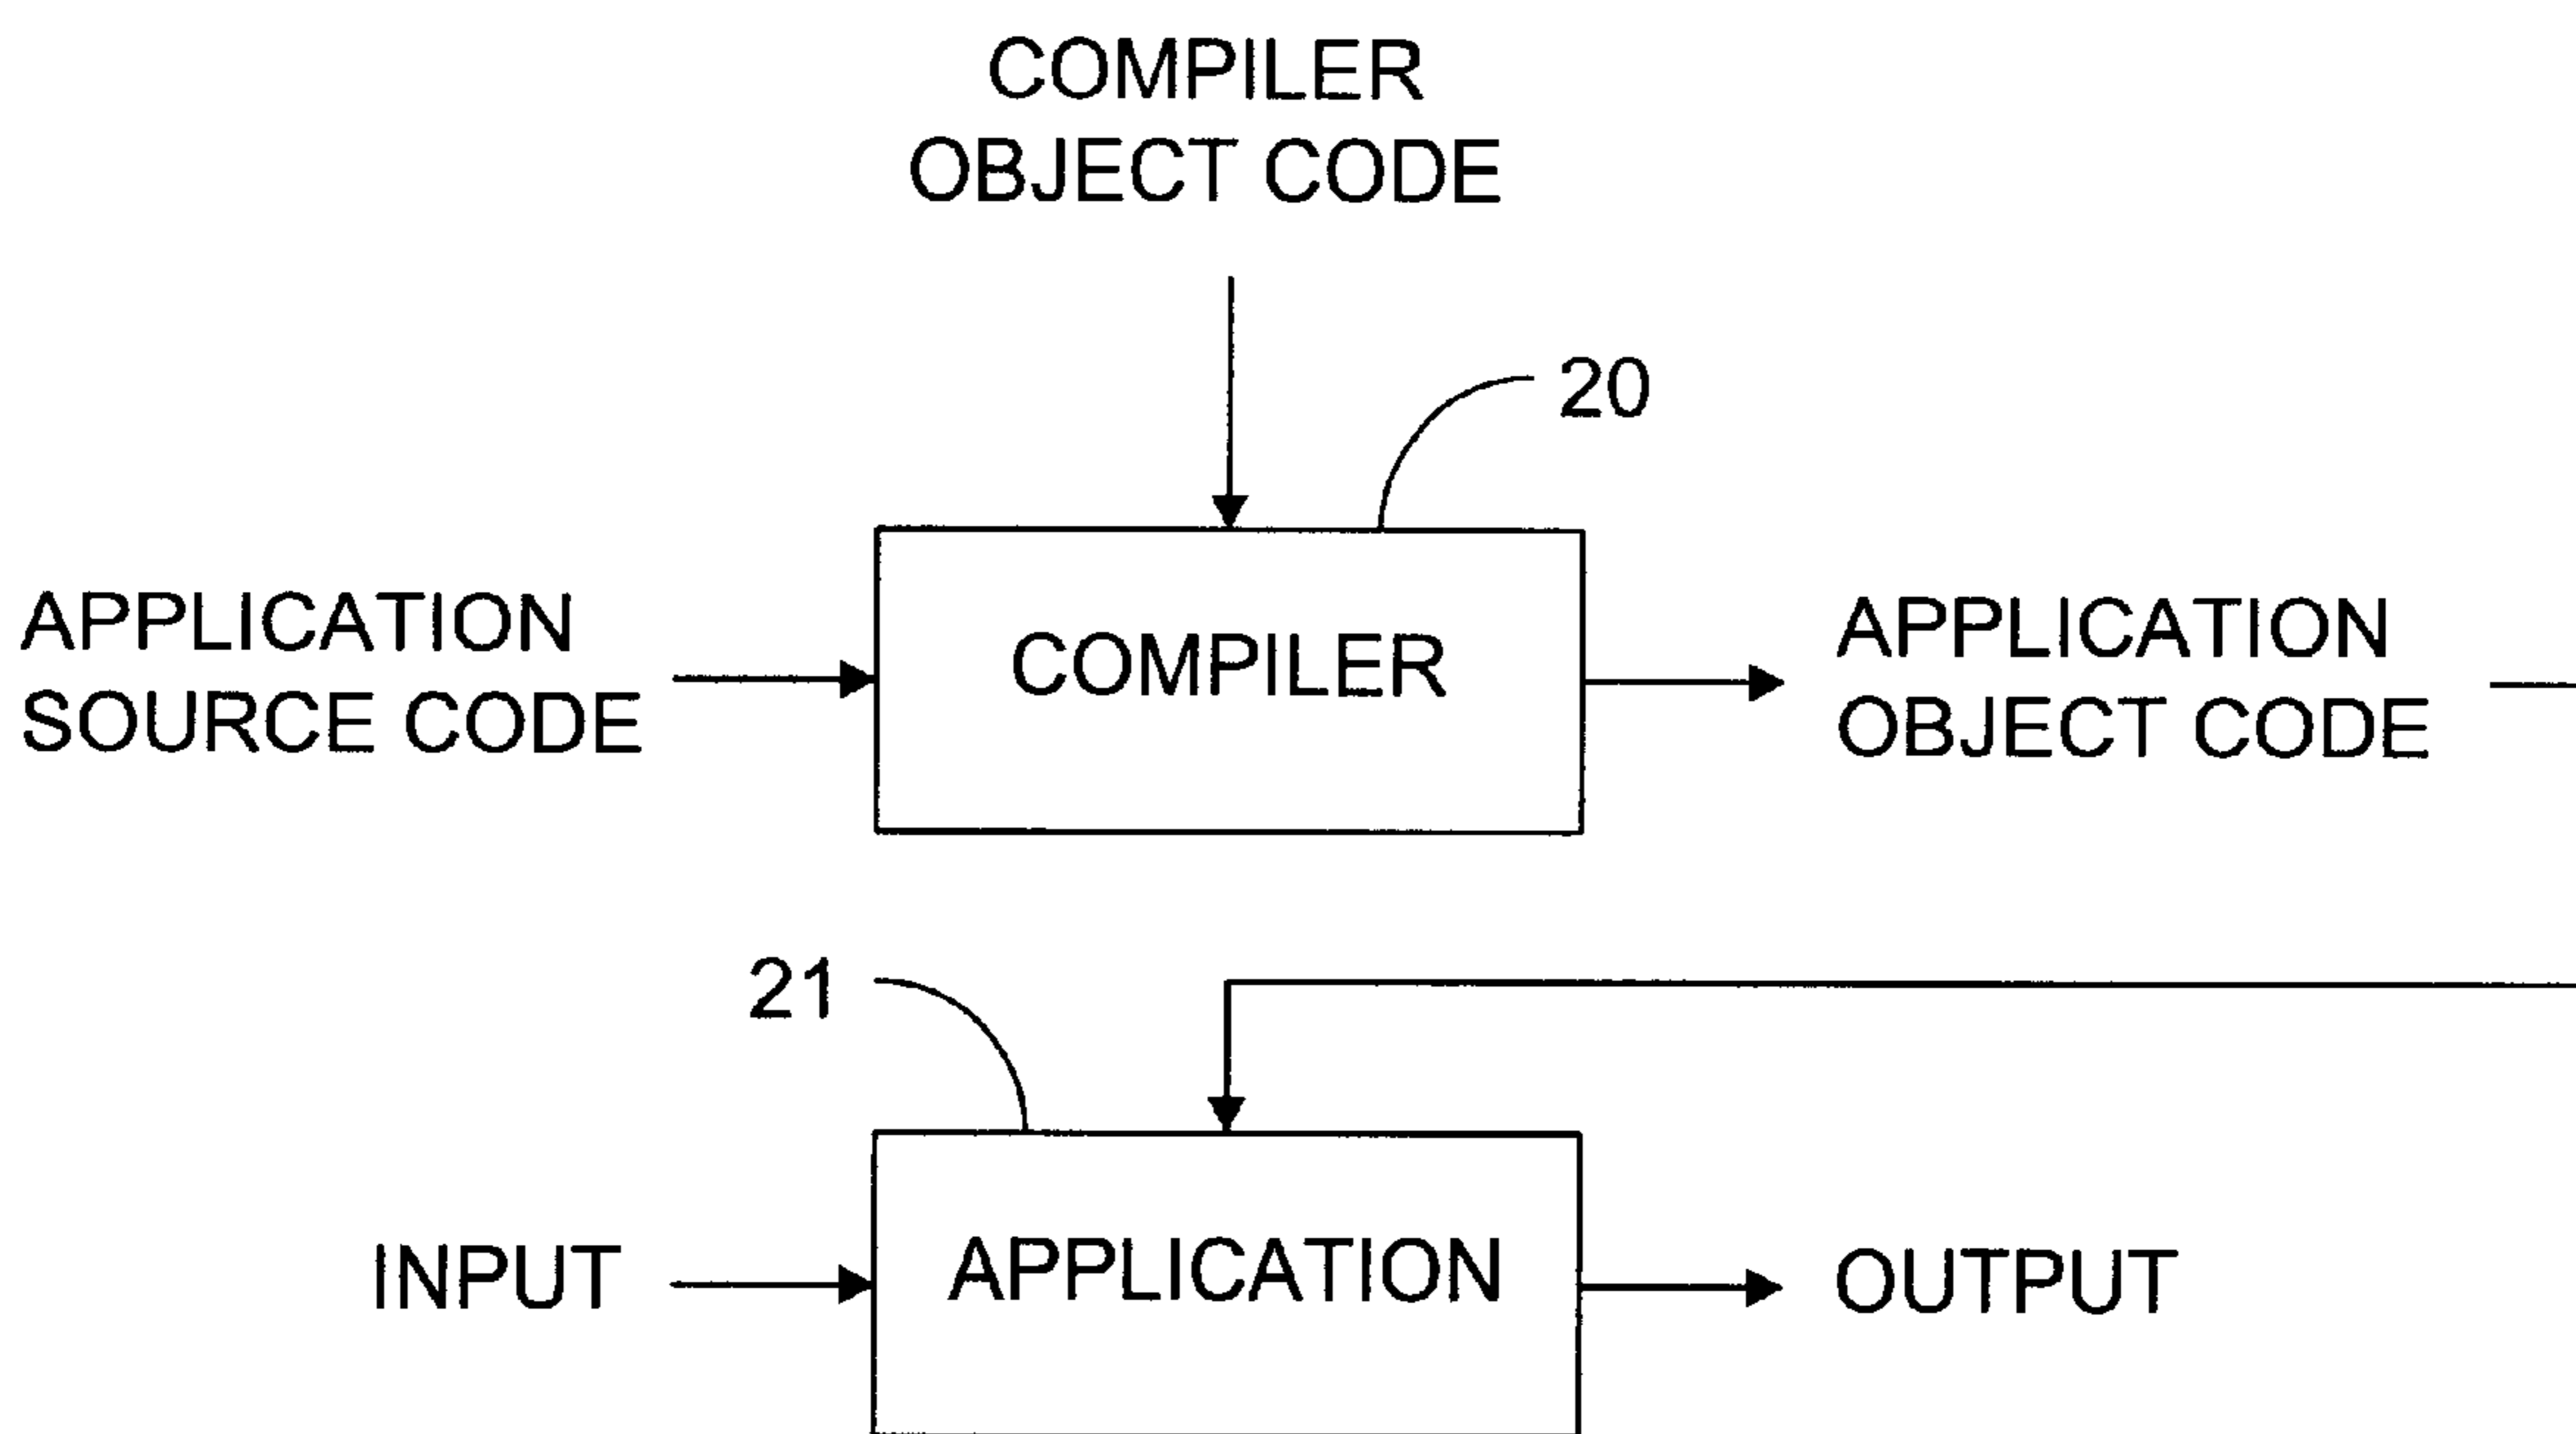 COMPILER
OBJECT CODE
20
APPLICATION
SOURCE CODE
COMPILER
APPLICATION
OBJECT CODE
21
INPUT
APPLICATION
OUTPUT